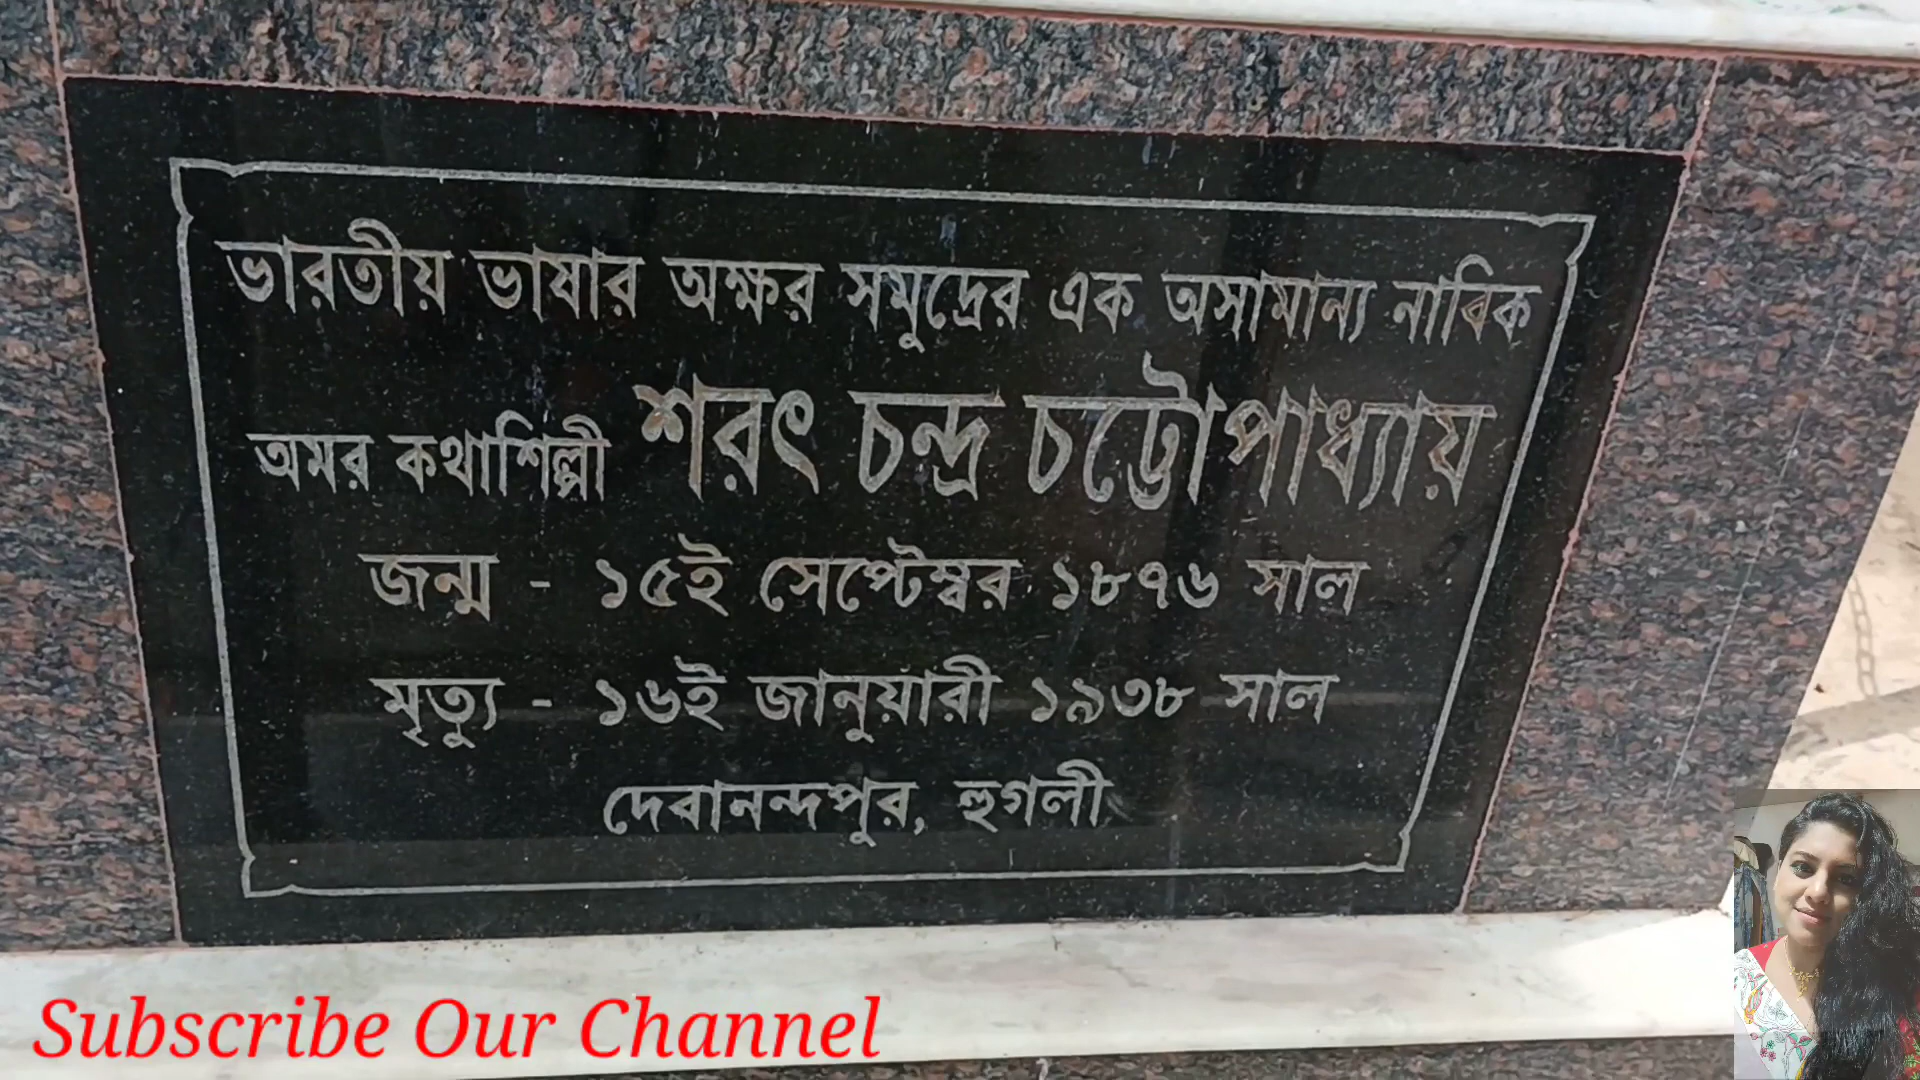 ভারতীয় ভাষার অক্ষর সমুদ্রের এক অসামান্য নাবিক
অমর কথাশিল্পী শরৎ চন্দ্র চট্টোপাধ্যায়
জন্ম - ১৫ই সেপ্টেম্বর ১৮৭৬ সাল
মৃত্যু - ১৬ই জানুয়ারী ১৯৩৮ সাল
দেবানন্দপুর, হুগলী
Subscribe Our Channel